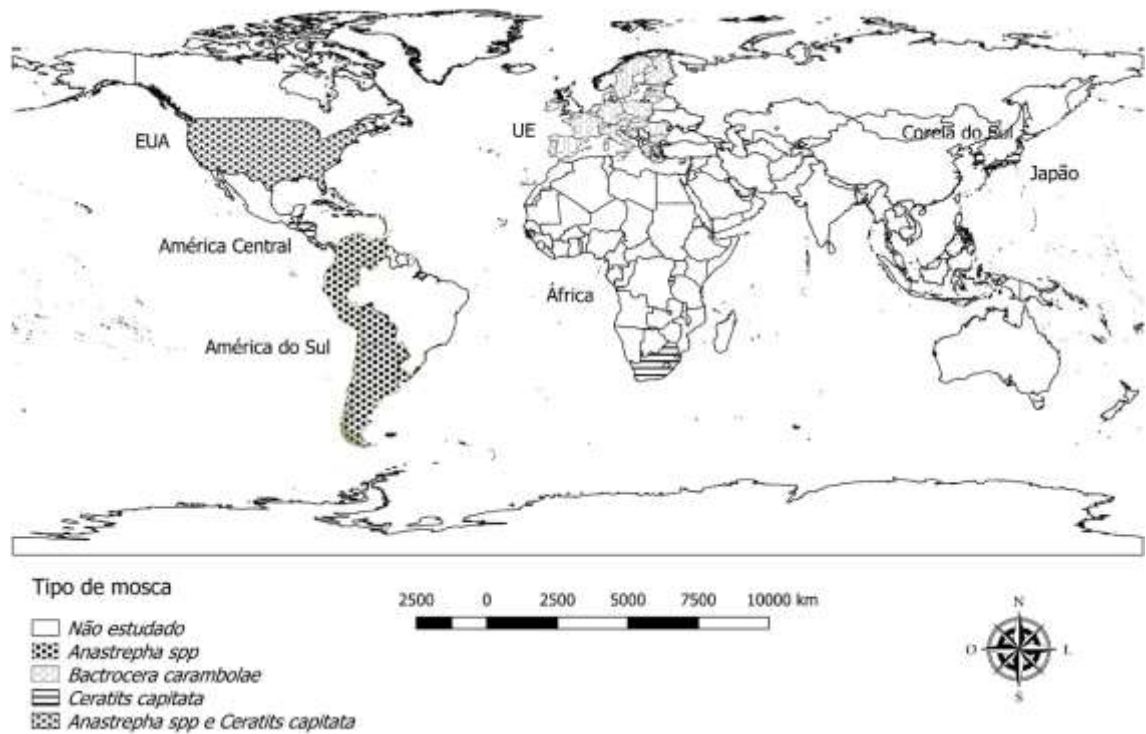 EUA
UE
Coreia do Sul
Japão
América Central
África
América do Sul
Tipo de mosca
Não estudado
Anastrepha spp
Bactrocera carambolae
Ceratits capitata
Anastrepha spp e Ceratits capitata
2500 0 2500 5000 7500 10000 km
N
O L
S